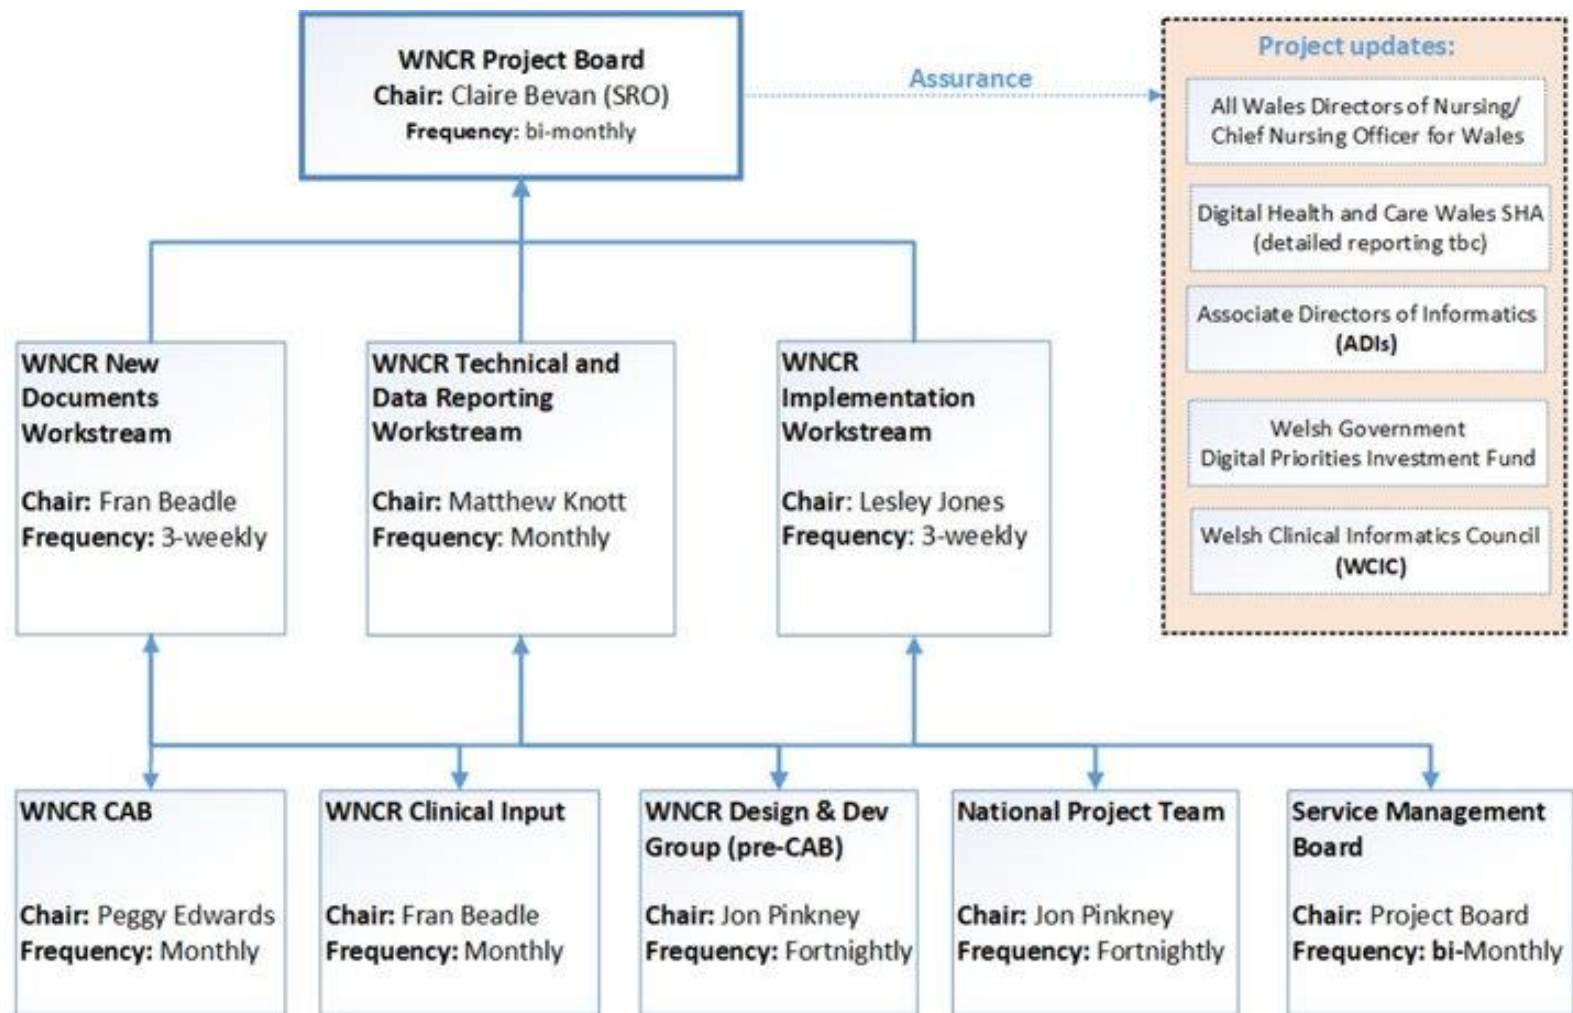 WNCR Project Board
Chair: Claire Bevan (SRO)
Frequency: bi-monthly
Assurance
Project updates:
All Wales Directors of Nursing/
Chief Nursing Officer for Wales
Digital Health and Care Wales SHA
(detailed reporting tbc)
Associate Directors of Informatics
(ADIs)
Welsh Government
Digital Priorities Investment Fund
Welsh Clinical Informatics Council
(WCIC)
WNCR New
Documents
Workstream
Chair: Fran Beadle
Frequency: 3-weekly
WNCR Technical and
Data Reporting
Workstream
Chair: Matthew Knott
Frequency: Monthly
WNCR
Implementation
Workstream
Chair: Lesley Jones
Frequency: 3-weekly
WNCR CAB
Chair: Peggy Edwards
Frequency: Monthly
WNCR Clinical Input
Chair: Fran Beadle
Frequency: Monthly
WNCR Design & Dev
Group (pre-CAB)
Chair: Jon Pinkney
Frequency: Fortnightly
National Project Team
Chair: Jon Pinkney
Frequency: Fortnightly
Service Management
Board
Chair: Project Board
Frequency: bi-Monthly